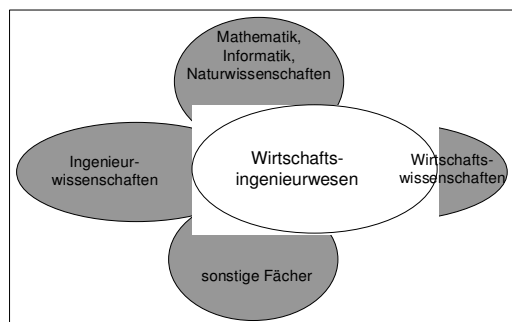 Mathematik,
Informatik,
Naturwissenschaften
Ingenieur-
wissenschaften
Wirtschafts-
ingenieurwesen
Wirtschafts-
wissenschaften
sonstige Fächer